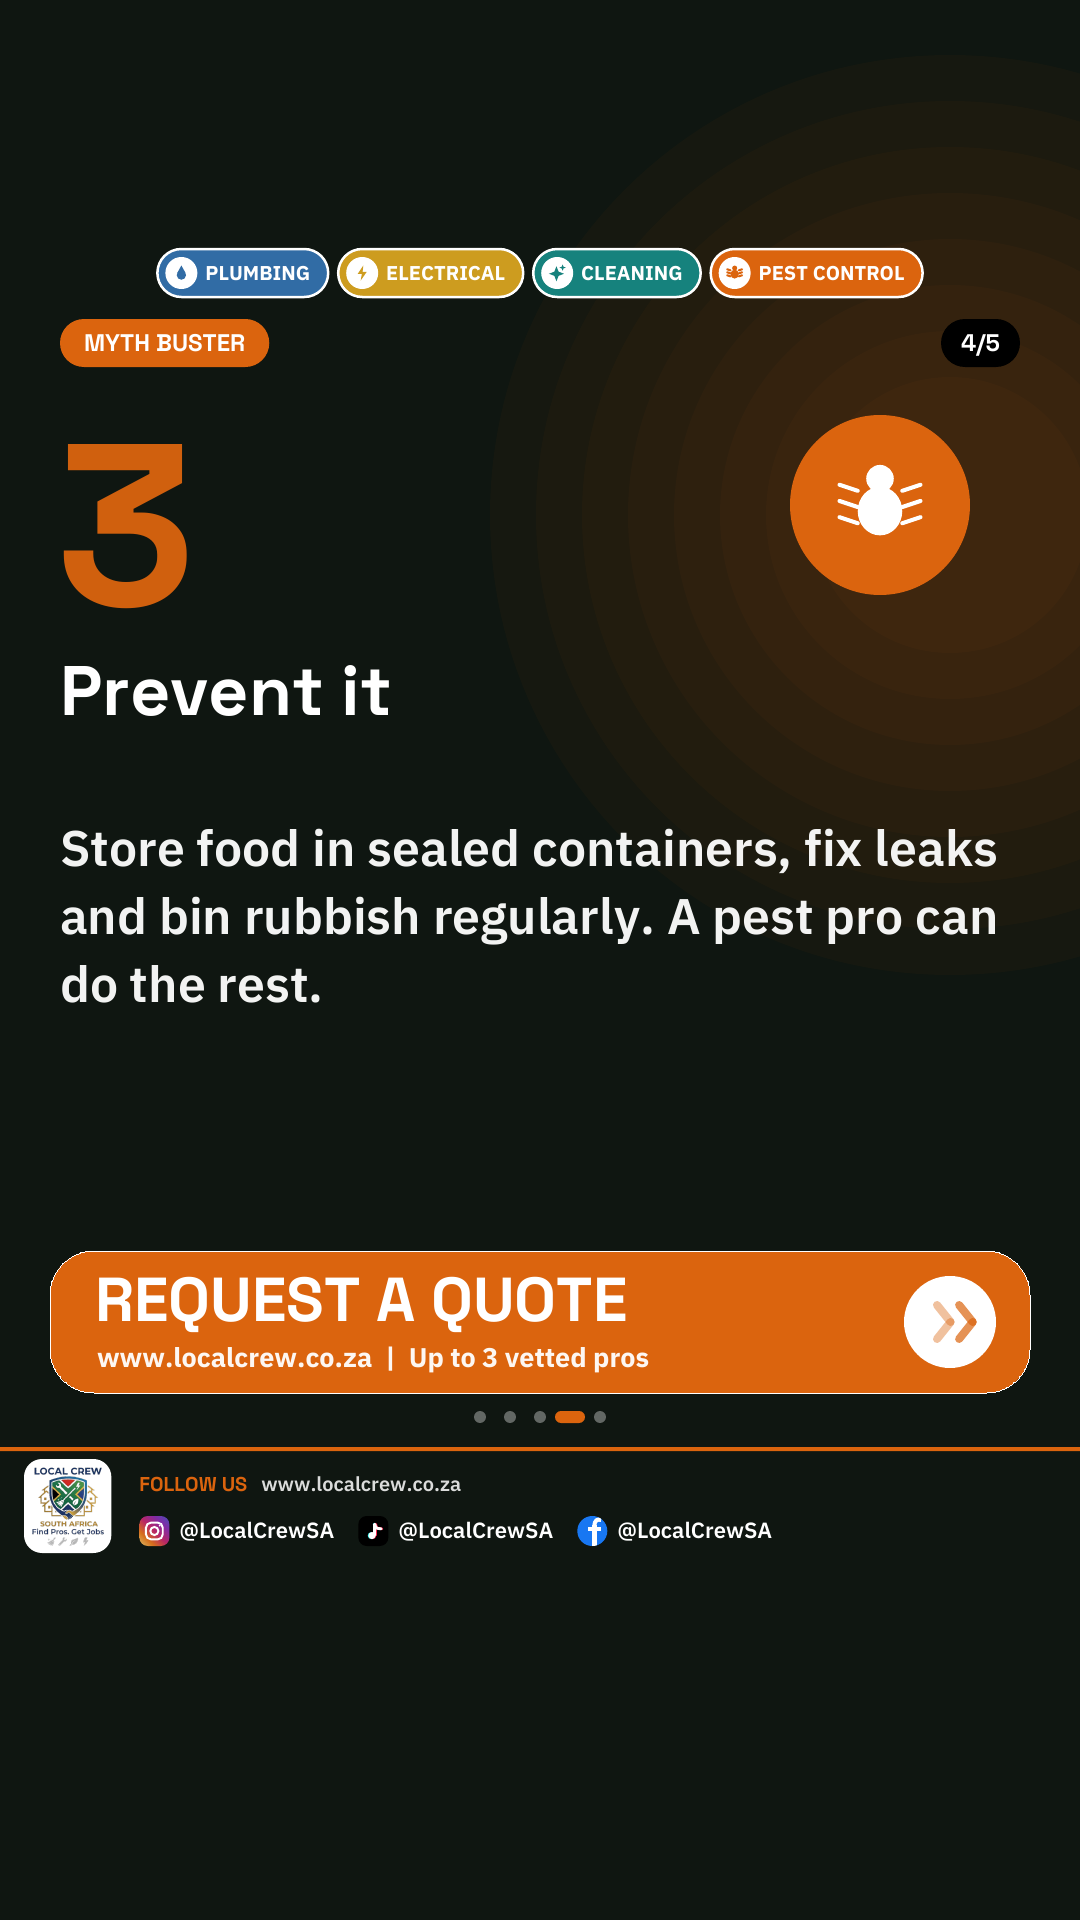 PLUMBING
ELECTRICAL
CLEANING
PEST CONTROL
MYTH BUSTER
4/5
3
Prevent it
Store food in sealed containers, fix leaks
and bin rubbish regularly. A pest pro can
do the rest.
REQUEST A QUOTE
www.localcrew.co.za | Up to 3 vetted pros
LOCAL CREW
SOUTH AFRICA
Find Pros. Get Jobs
FOLLOW US www.localcrew.co.za
@LocalCrewSA @LocalCrewSA @LocalCrewSA